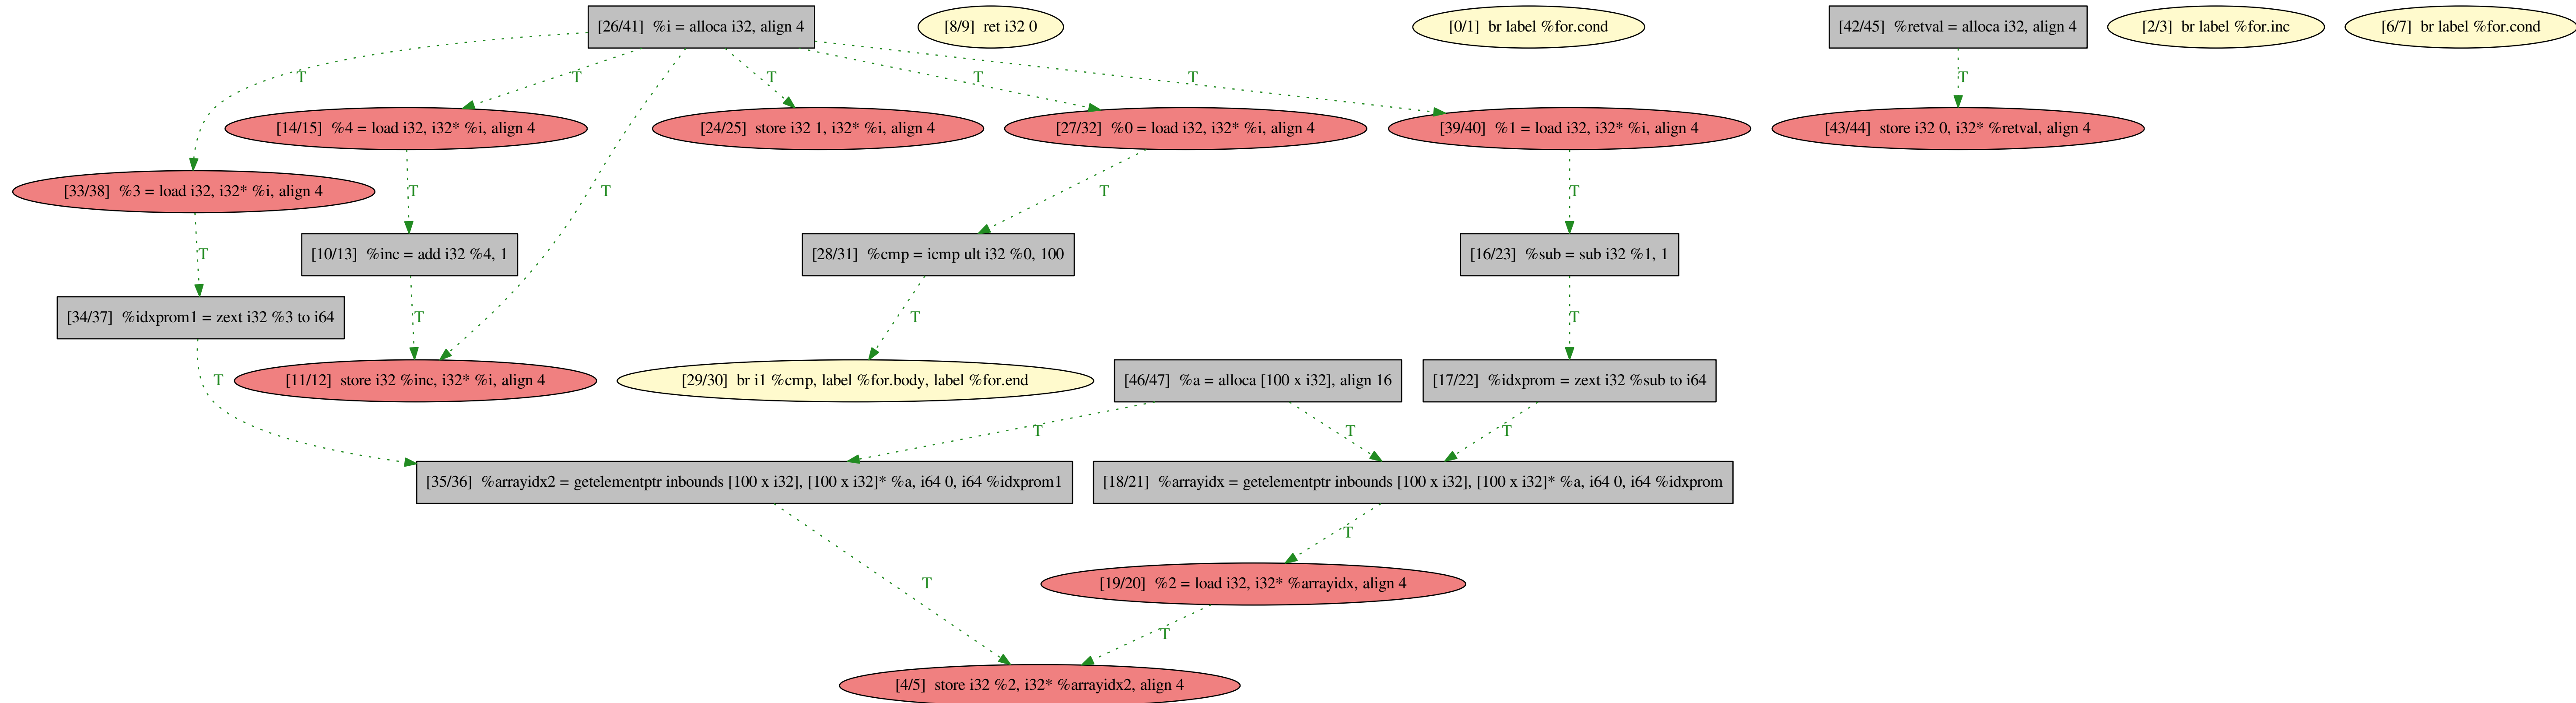 [26/41] %i = alloca i32, align 4
[8/9] ret i32 0
[0/1] br label %for.cond
[42/45] %retval = alloca i32, align 4
[2/3] br label %for.inc
[6/7] br label %for.cond
T
T
T
T
T
T
[14/15] %4 = load i32, i32* %i, align 4
[24/25] store i32 1, i32* %i, align 4
[27/32] %0 = load i32, i32* %i, align 4
[39/40] %1 = load i32, i32* %i, align 4
[43/44] store i32 0, i32* %retval, align 4
[33/38] %3 = load i32, i32* %i, align 4
T
T
T
T
T
[10/13] %inc = add i32 %4, 1
[28/31] %cmp = icmp ult i32 %0, 100
[16/23] %sub = sub i32 %1, 1
[34/37] %idxprom1 = zext i32 %3 to i64
T
T
T
T
[11/12] store i32 %inc, i32* %i, align 4
[29/30] br i1 %cmp, label %for.body, label %for.end
[46/47] %a = alloca [100 x i32], align 16
[17/22] %idxprom = zext i32 %sub to i64
T
T
T
T
[35/36] %arrayidx2 = getelementptr inbounds [100 x i32], [100 x i32]* %a, i64 0, i64 %idxprom1
[18/21] %arrayidx = getelementptr inbounds [100 x i32], [100 x i32]* %a, i64 0, i64 %idxprom
T
T
[19/20] %2 = load i32, i32* %arrayidx, align 4
T
[4/5] store i32 %2, i32* %arrayidx2, align 4